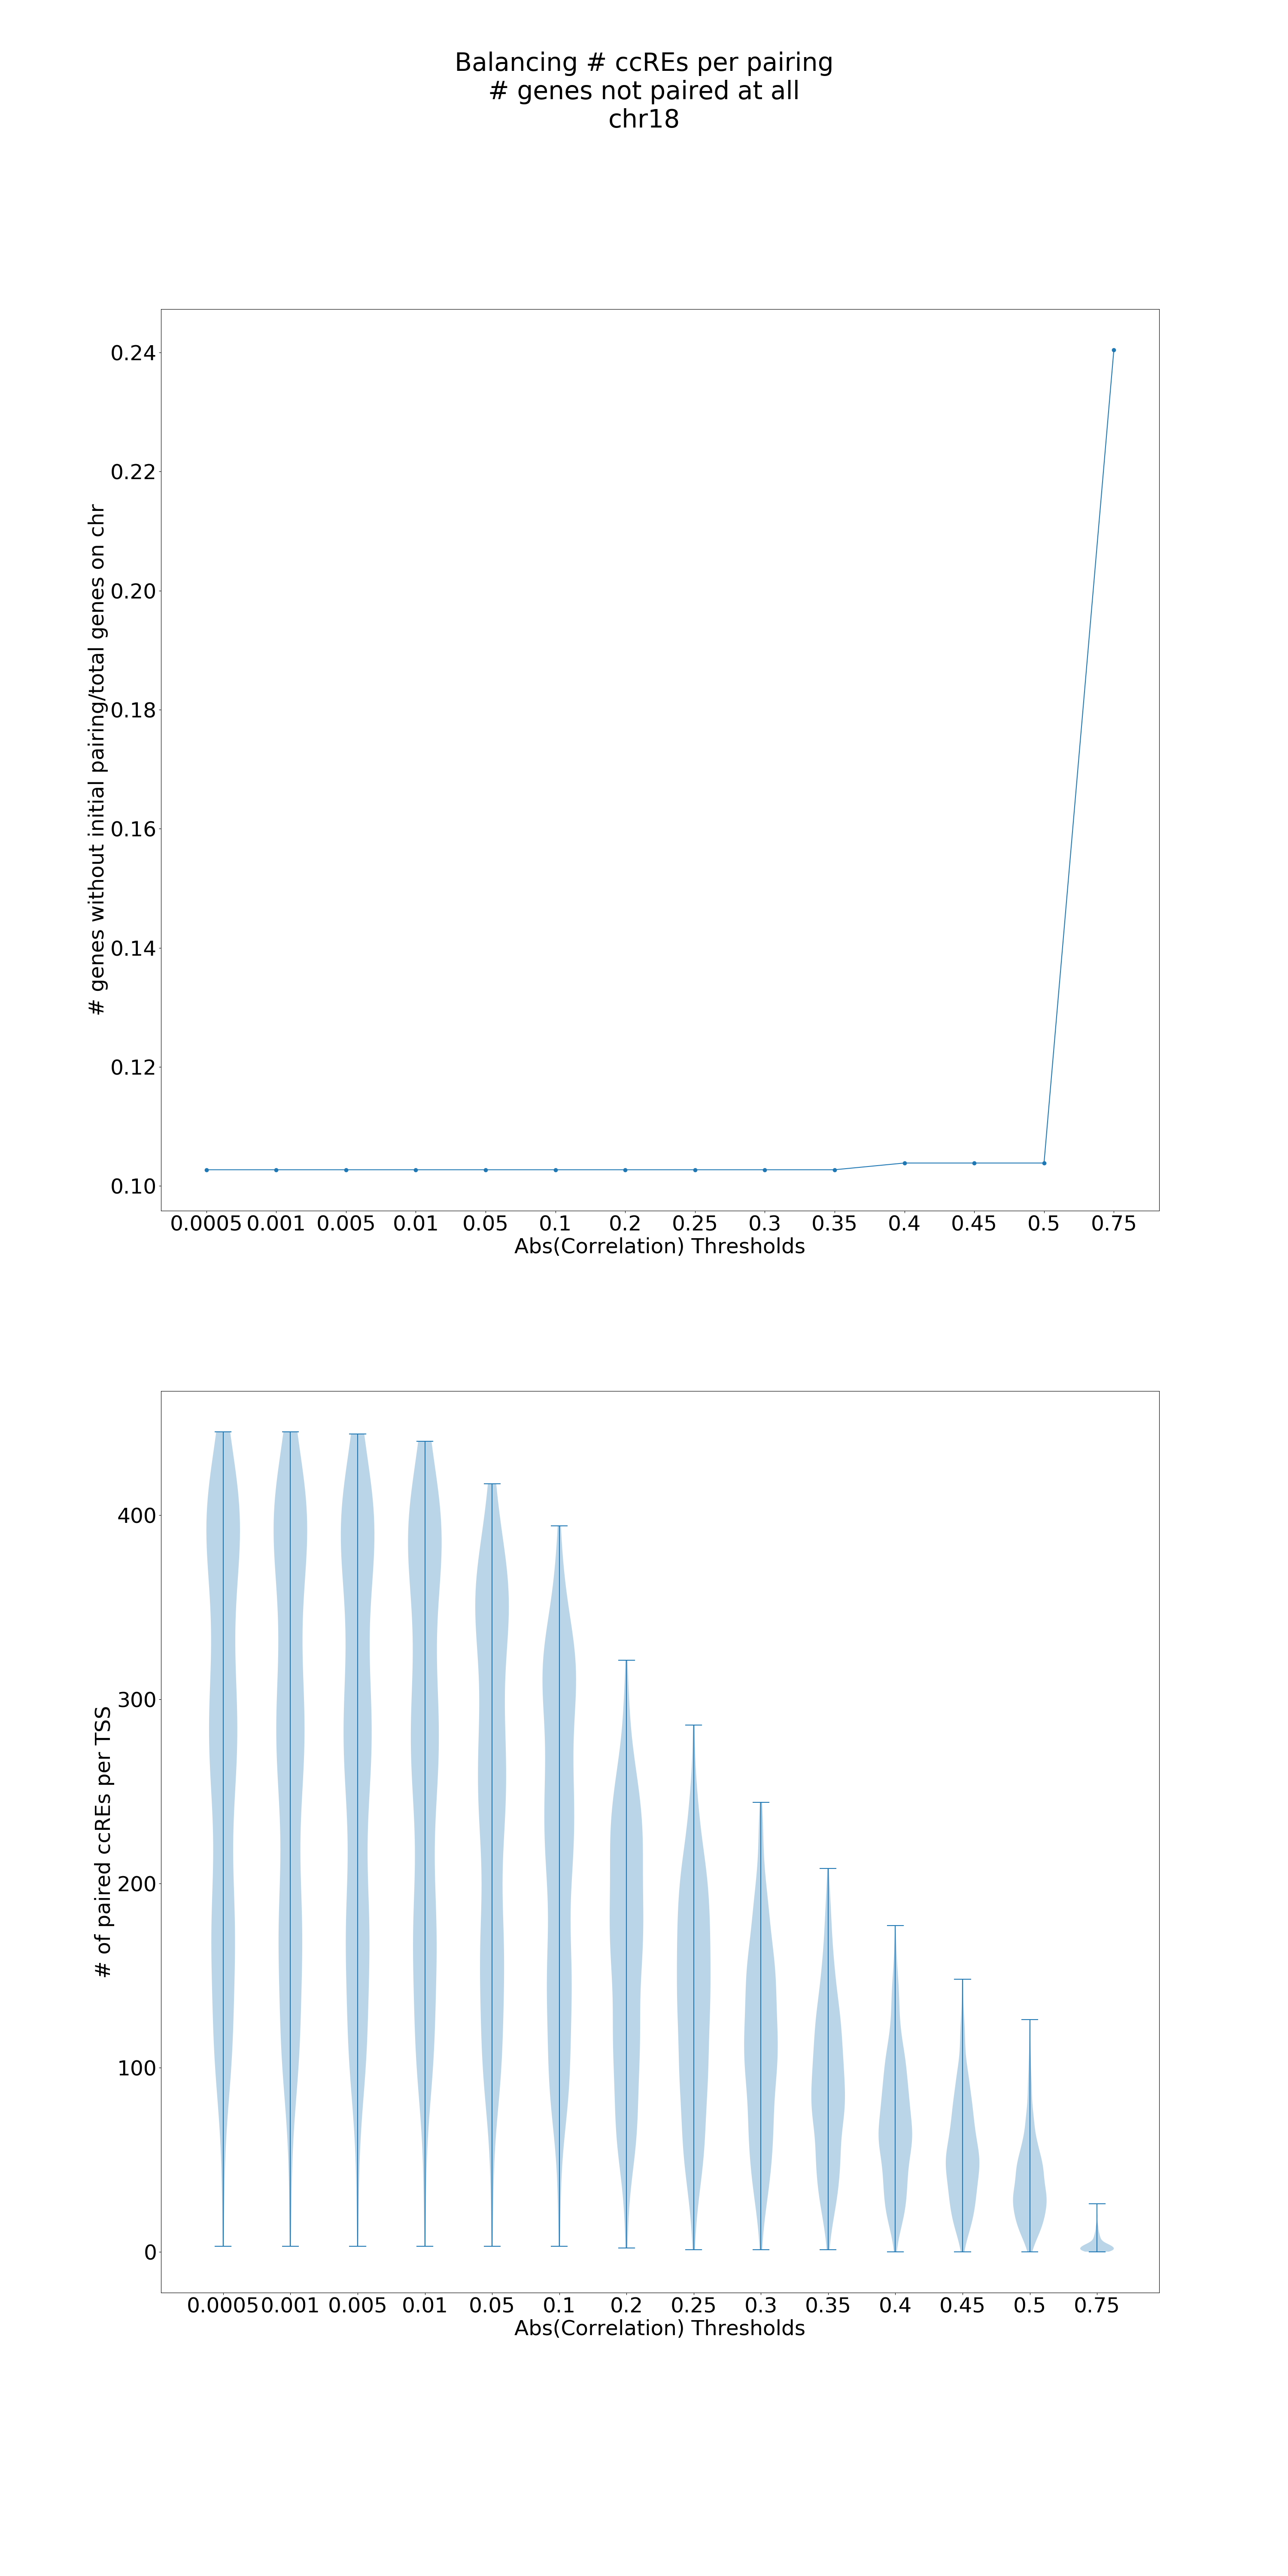 Balancing # ccREs per pairing
# genes not paired at all
chr18
# genes without initial pairing/total genes on chr
0.24
0.22
0.20
0.18
0.16
0.14
0.12
0.10
0.0005 0.001 0.005 0.01 0.05 0.1 0.2 0.25 0.3 0.35 0.4 0.45 0.5 0.75
Abs(Correlation) Thresholds
# of paired ccREs per TSS
400
300
200
100
0
0.0005 0.001 0.005 0.01 0.05 0.1 0.2 0.25 0.3 0.35 0.4 0.45 0.5 0.75
Abs(Correlation) Thresholds